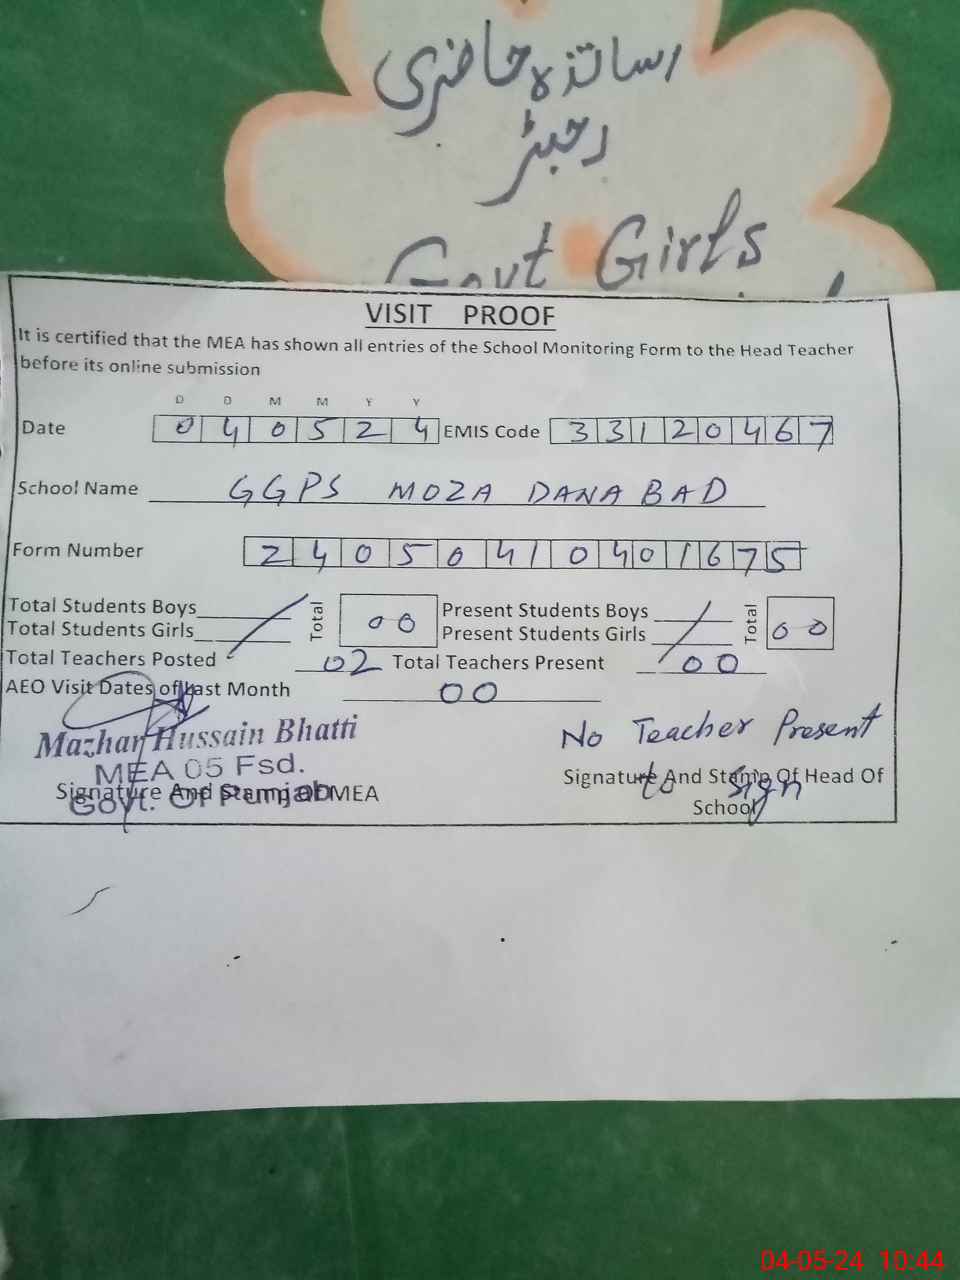 اساتذہ حاضری
رجسٹر
Govt Girls
VISIT PROOF
It is certified that the MEA has shown all entries of the School Monitoring Form to the Head Teacher
before its online submission
D D M M Y Y
Date 0 4 0 5 2 4 EMIS Code 3 3 1 2 0 4 6 7
School Name GGPS MOZA DANABAD
Form Number 2 4 0 5 0 4 1 0 4 0 1 6 7 5
Total Students Boys Total 00 Present Students Boys Total 00
Total Students Girls Present Students Girls
Total Teachers Posted 02 Total Teachers Present 00
AEO Visit Dates of Last Month 00
Mazhar Hussain Bhatti
MEA 05 Fsd.
Govt. Of Punjab
Signature And Stamp Of MEA
No Teacher Present
to Sign
Signature And Stamp Of Head Of
School
04-05-24 10:44